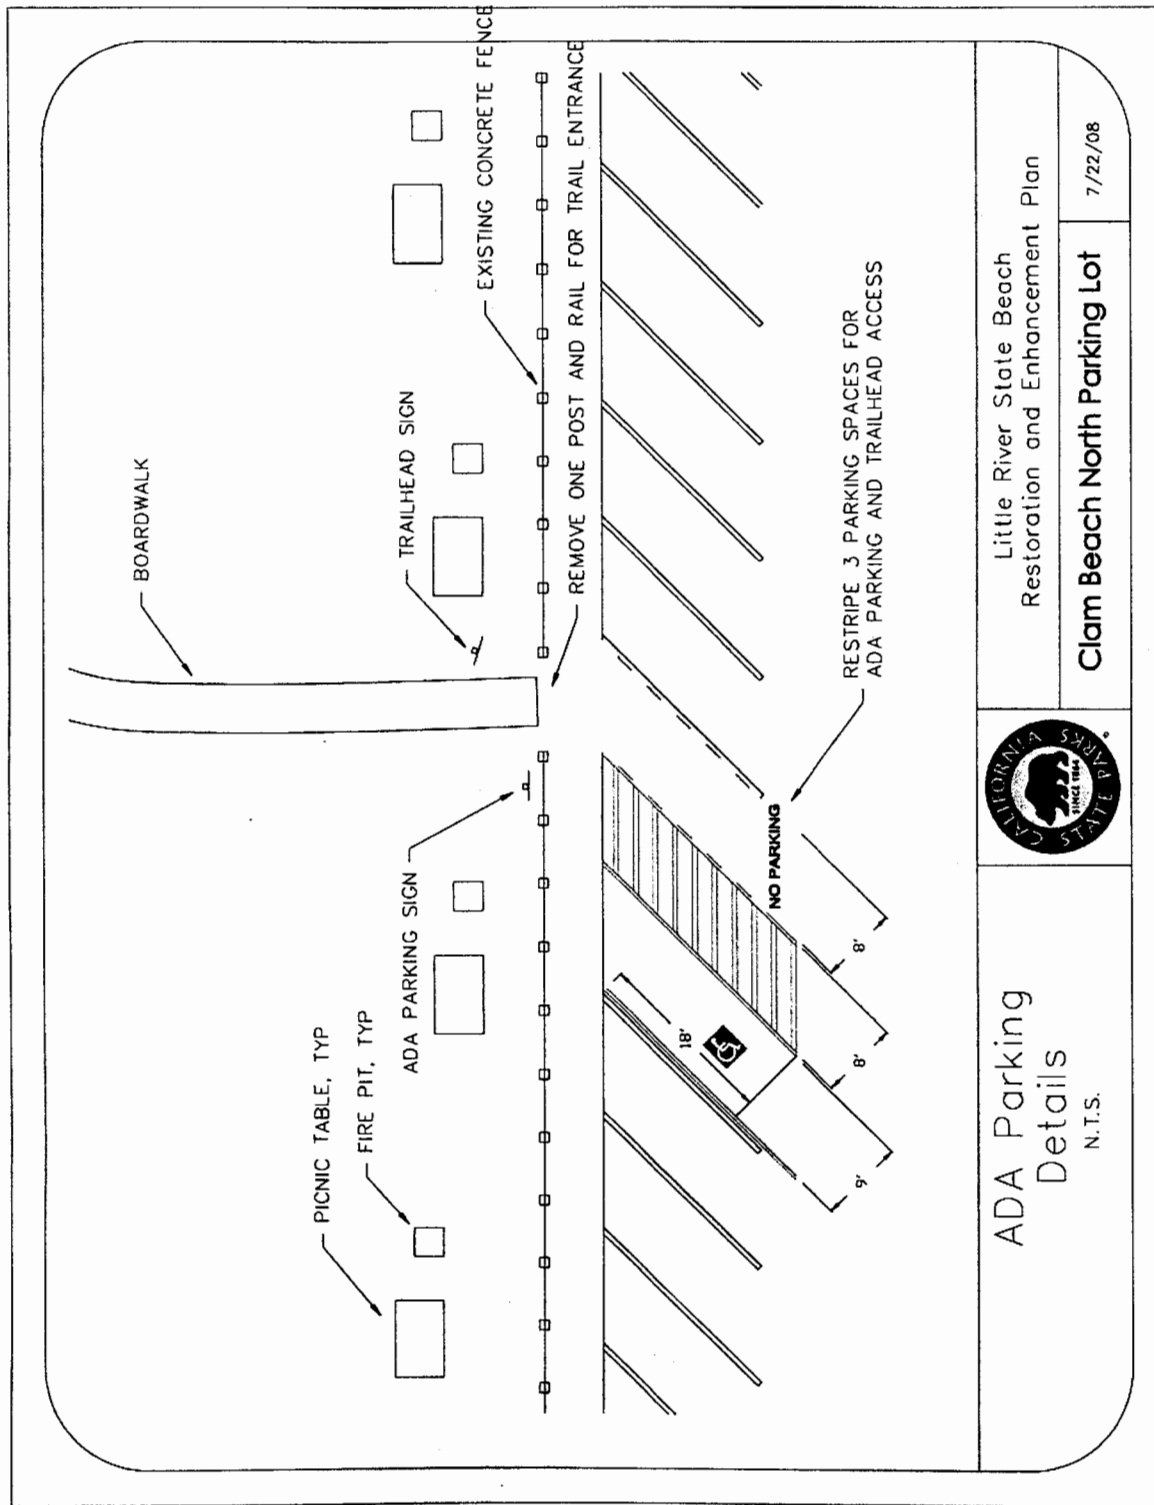 BOARDWALK
TRAILHEAD SIGN
EXISTING CONCRETE FENCE
REMOVE ONE POST AND RAIL FOR TRAIL ENTRANCE
PICNIC TABLE, TYP
FIRE PIT, TYP
ADA PARKING SIGN
18'
NO PARKING
9'
8'
8'
RESTRIPE 3 PARKING SPACES FOR
ADA PARKING AND TRAILHEAD ACCESS
ADA Parking
Details
N.T.S.
CALIFORNIA
SINCE 1864
STATE PARKS
Little River State Beach
Restoration and Enhancement Plan
Clam Beach North Parking Lot
7/22/08